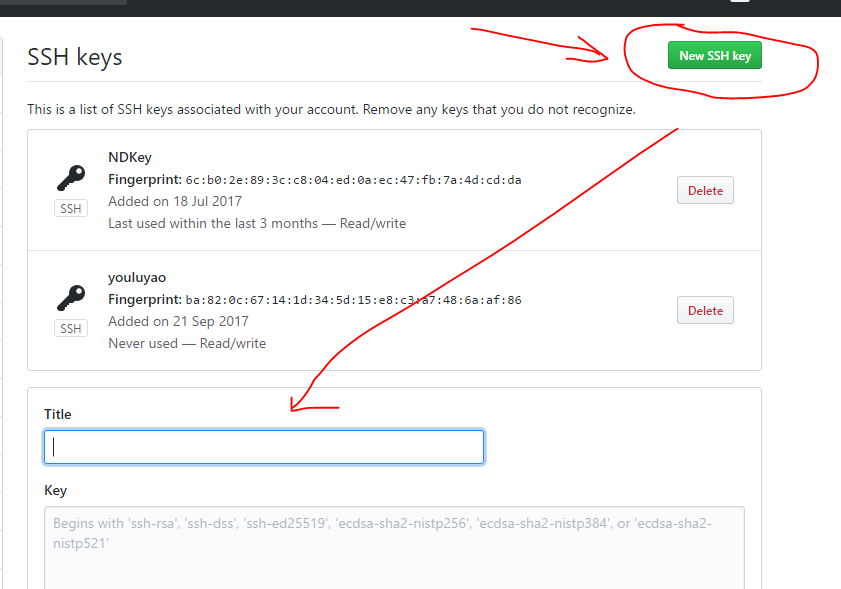 SSH keys
New SSH key
This is a list of SSH keys associated with your account. Remove any keys that you do not recognize.
NDKey
Fingerprint: 6c:b0:2e:89:3c:c8:04:ed:0a:ec:47:fb:7a:4d:cd:da
SSH
Added on 18 Jul 2017
Last used within the last 3 months — Read/write
Delete
youluyao
Fingerprint: ba:82:0c:67:14:1d:34:5d:15:e8:c3:a7:48:6a:af:86
SSH
Added on 21 Sep 2017
Never used — Read/write
Delete
Title
Key
Begins with 'ssh-rsa', 'ssh-dss', 'ssh-ed25519', 'ecdsa-sha2-nistp256', 'ecdsa-sha2-nistp384', or 'ecdsa-sha2-
nistp521'